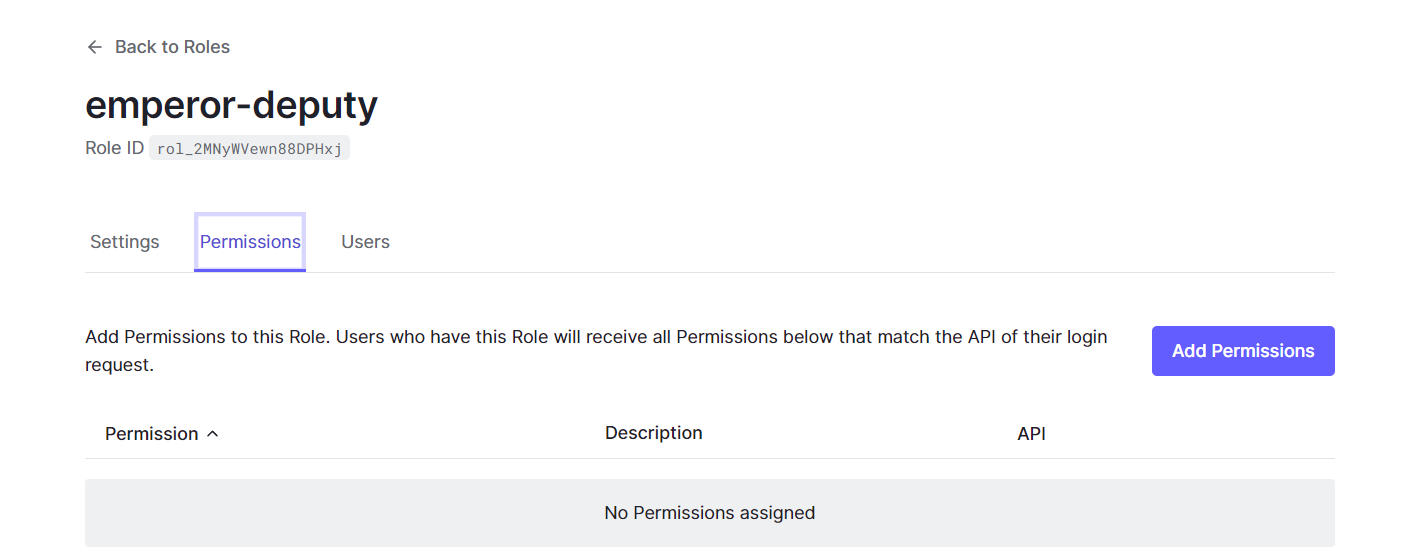 Back to Roles
emperor-deputy
Role ID rol_2MNyWVewn88DPHxj
Settings Permissions Users
Add Permissions to this Role. Users who have this Role will receive all Permissions below that match the API of their login
request.
Add Permissions
Permission Description API
No Permissions assigned